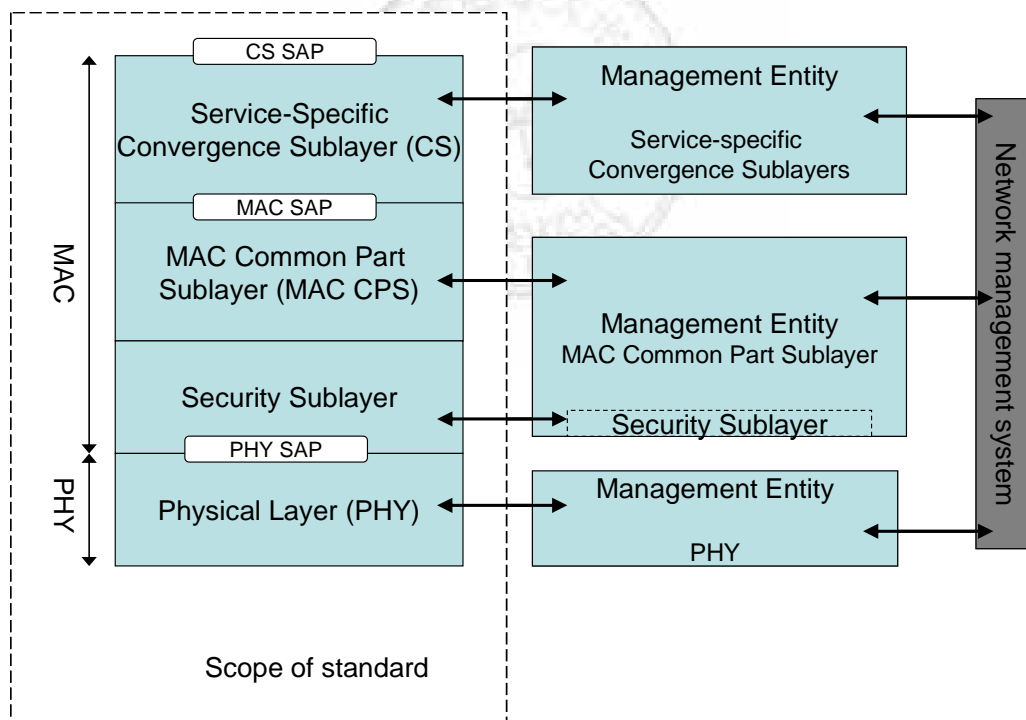 CS SAP
Service-Specific
Convergence Sublayer (CS)
MAC SAP
MAC Common Part
Sublayer (MAC CPS)
Security Sublayer
PHY SAP
Physical Layer (PHY)
MAC
PHY
Scope of standard
Management Entity
Service-specific
Convergence Sublayers
Management Entity
MAC Common Part Sublayer
Security Sublayer
Management Entity
PHY
Network management system